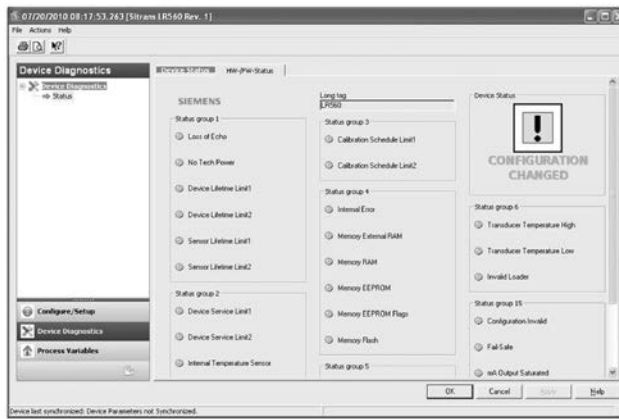 07/20/2010 08:17:53.263 [Sitrans LR560 Rev. 1]
File Actions Help
Device Diagnostics
Device Diagnostics
Status
Configure/Setup
Device Diagnostics
Process Variables
Device Status HW-/FW-Status
SIEMENS
Long tag
LR560
Status group 1
Loss of Echo
No Tech Power
Device Lifetime Limit1
Device Lifetime Limit2
Sensor Lifetime Limit1
Sensor Lifetime Limit2
Status group 2
Device Service Limit1
Device Service Limit2
Internal Temperature Sensor
Status group 3
Calibration Schedule Limit1
Calibration Schedule Limit2
Status group 4
Internal Error
Memory External RAM
Memory RAM
Memory EEPROM
Memory EEPROM Flags
Memory Flash
Status group 5
Device Status
CONFIGURATION
CHANGED
Status group 6
Transducer Temperature High
Transducer Temperature Low
Invalid Loader
Status group 15
Configuration Invalid
Fail-Safe
mA Output Saturated
OK Cancel Apply Help
Device last synchronized: Device Parameters not Synchronized.